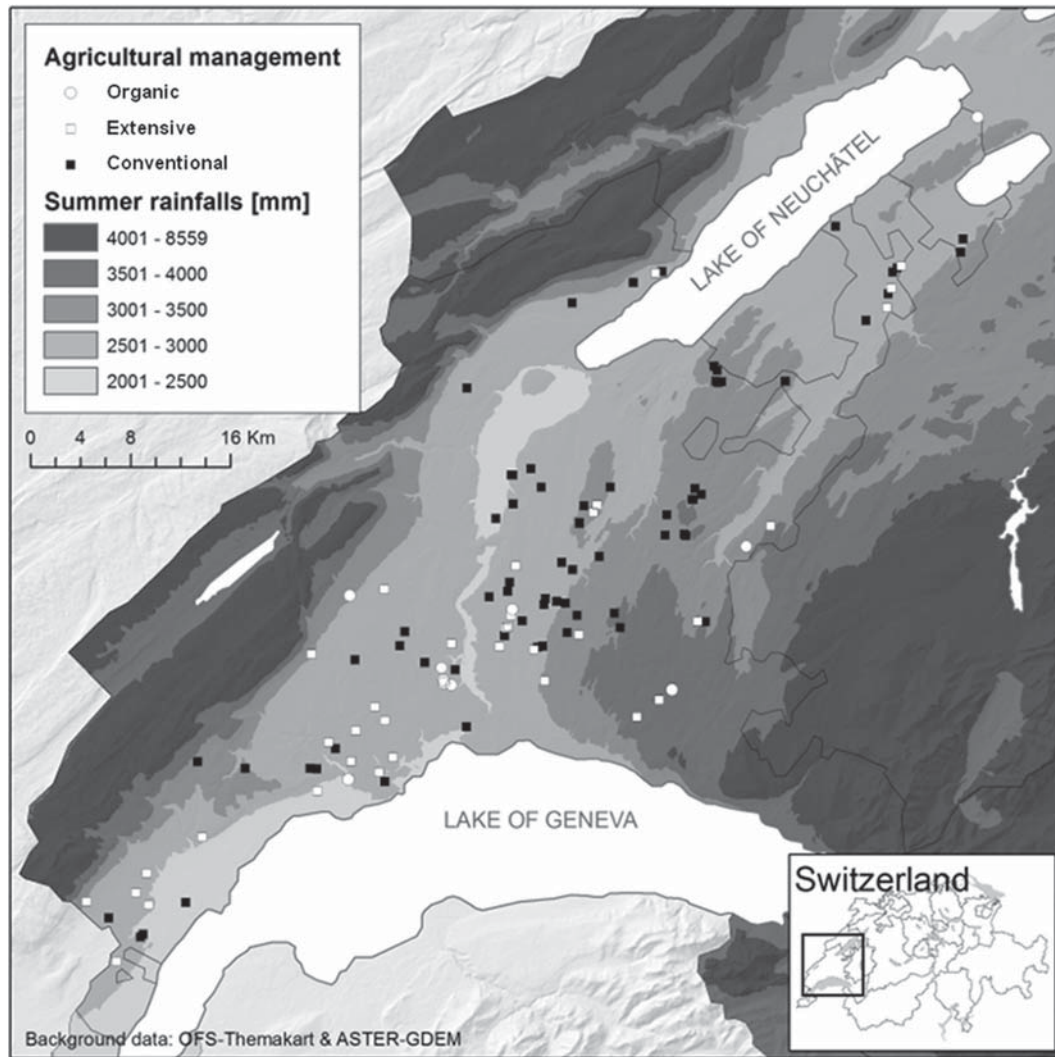 Agricultural management
Organic
Extensive
Conventional
Summer rainfalls [mm]
4001 - 8559
3501 - 4000
3001 - 3500
2501 - 3000
2001 - 2500
0 4 8 16 Km
LAKE OF NEUCHÂTEL
LAKE OF GENEVA
Switzerland
Background data: OFS-Themakart & ASTER-GDEM